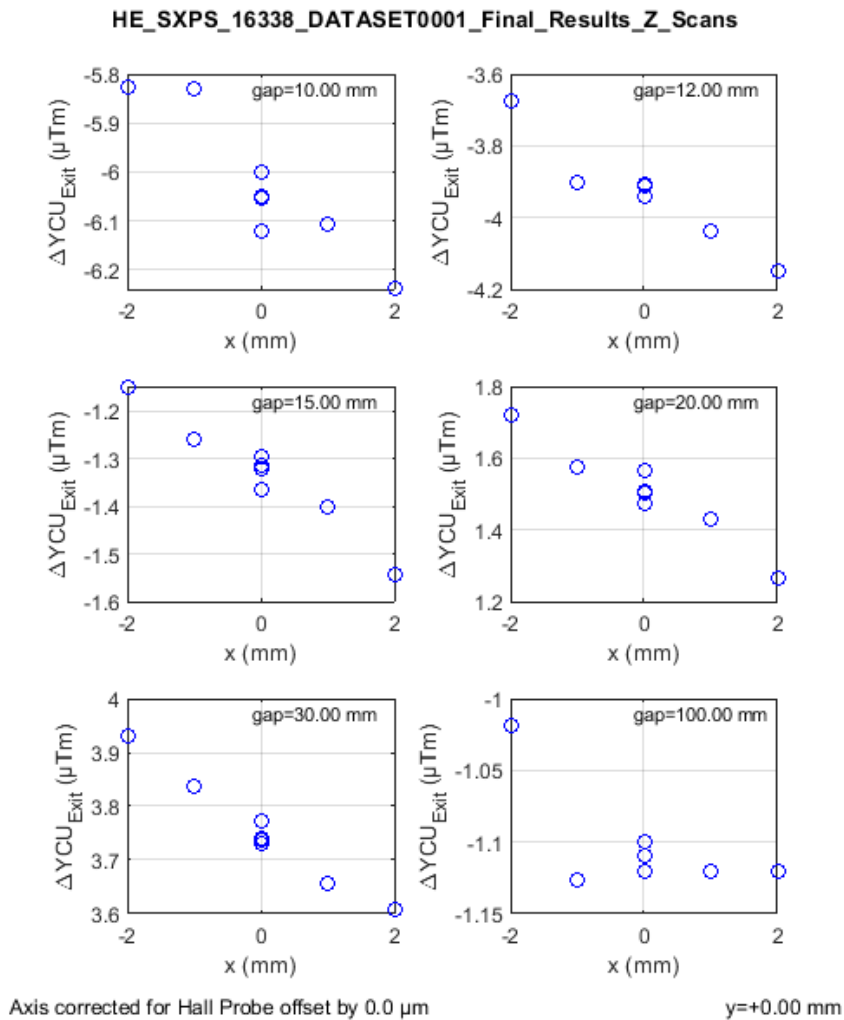 HE_SXPS_16338_DATASET0001_Final_Results_Z_Scans
gap=10.00 mm
-5.8
-5.9
-6
-6.1
-6.2
ΔYCU_Exit (μTm)
-2 0 2
x (mm)
gap=12.00 mm
-3.6
-3.8
-4
-4.2
ΔYCU_Exit (μTm)
-2 0 2
x (mm)
gap=15.00 mm
-1.2
-1.3
-1.4
-1.5
-1.6
ΔYCU_Exit (μTm)
-2 0 2
x (mm)
gap=20.00 mm
1.8
1.6
1.4
1.2
ΔYCU_Exit (μTm)
-2 0 2
x (mm)
gap=30.00 mm
4
3.9
3.8
3.7
3.6
ΔYCU_Exit (μTm)
-2 0 2
x (mm)
gap=100.00 mm
-1
-1.05
-1.1
-1.15
ΔYCU_Exit (μTm)
-2 0 2
x (mm)
Axis corrected for Hall Probe offset by 0.0 μm
y=+0.00 mm